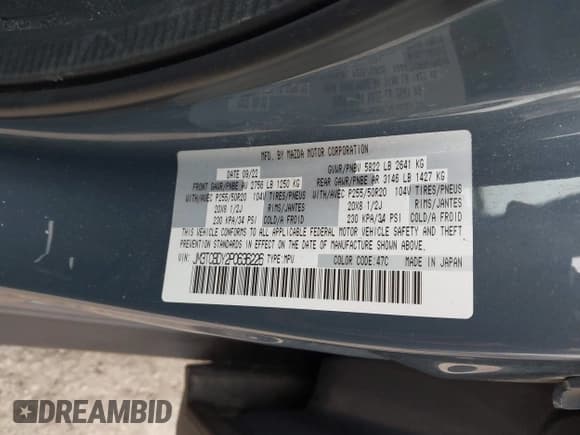 MFD. BY MAZDA MOTOR CORPORATION
DATE 09/22 GVWR/PNBV 5822 LB 2641 KG
FRONT GAWR/PNBE AV 2756 LB 1250 KG REAR GAWR/PNBE AR 3146 LB 1427 KG
WITH/AVEC P255/50R20 104V TIRES/PNEUS WITH/AVEC P255/50R20 104V TIRES/PNEUS
20X8 1/2J RIMS/JANTES 20X8 1/2J RIMS/JANTES
230 KPA/34 PSI COLD/A FROID 230 KPA/34 PSI COLD/A FROID
THIS VEHICLE CONFORMS TO ALL APPLICABLE FEDERAL MOTOR VEHICLE SAFETY AND THEFT
PREVENTION STANDARDS IN EFFECT ON THE DATE OF MANUFACTURE SHOWN ABOVE.
VIN: JM3TCBDY2P0636226 TYPE:MPV COLOR CODE:47C MADE IN JAPAN
DREAMBID